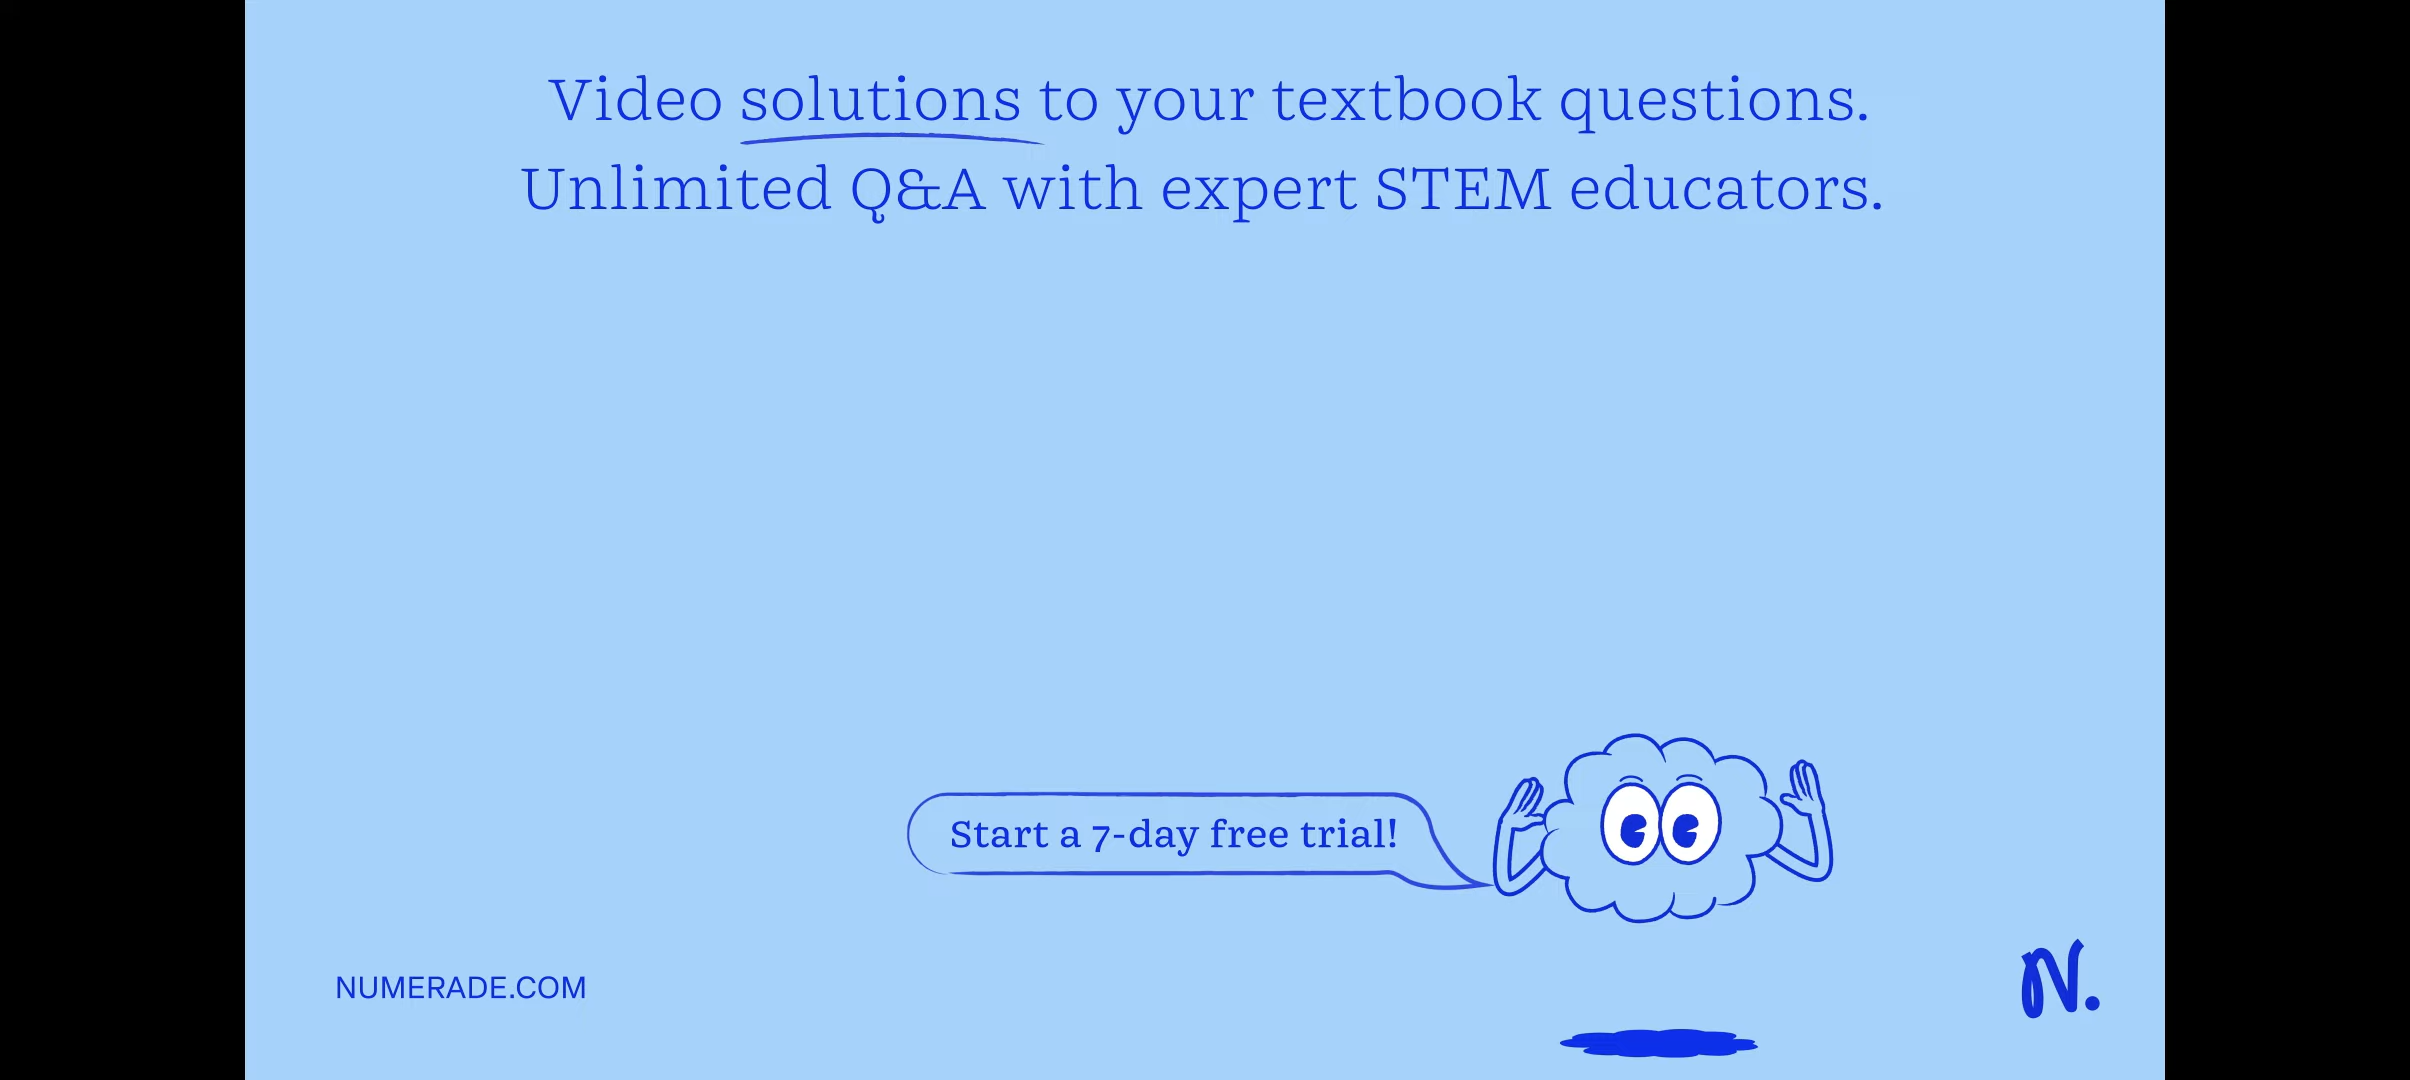 Video solutions to your textbook questions.
Unlimited Q&A with expert STEM educators.
Start a 7-day free trial!
NUMERADE.COM
N.